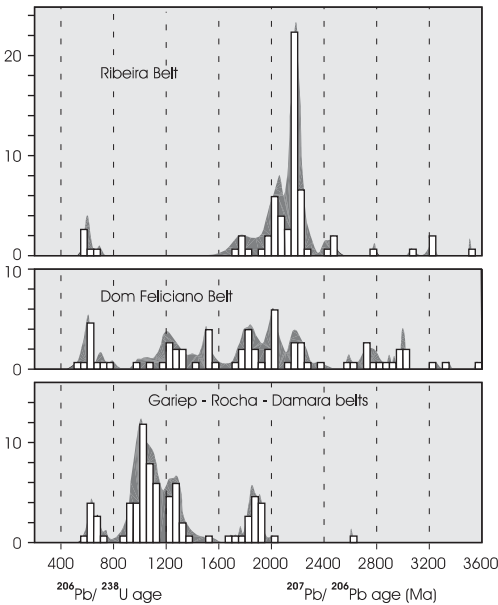 20
Ribeira Belt
10
0
10
Dom Feliciano Belt
0
Gariep - Rocha - Damara belts
10
0
400 800 1200 1600 2000 2400 2800 3200 3600
²⁰⁶Pb/ ²³⁸U age ²⁰⁷Pb/ ²⁰⁶Pb age (Ma)